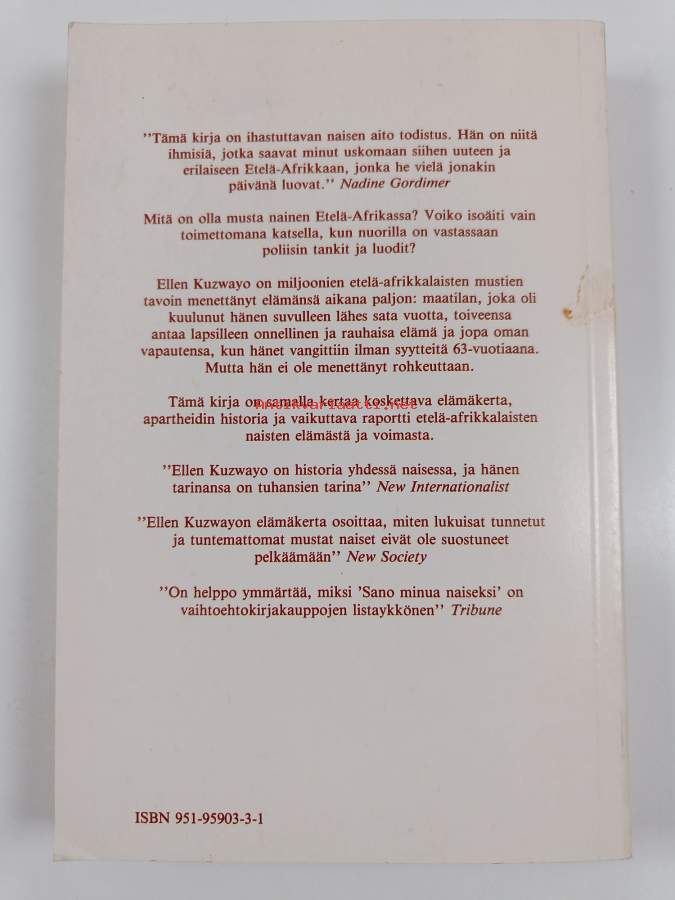 "Tämä kirja on ihastuttavan naisen aito todistus. Hän on niitä
ihmisiä, jotka saavat minut uskomaan siihen uuteen ja
erilaiseen Etelä-Afrikkaan, jonka he vielä jonakin
päivänä luovat." Nadine Gordimer
Mitä on olla musta nainen Etelä-Afrikassa? Voiko isoäiti vain
toimettomana katsella, kun nuorilla on vastassaan
poliisin tankit ja luodit?
Ellen Kuzwayo on miljoonien etelä-afrikkalaisten mustien
tavoin menettänyt elämänsä aikana paljon: maatilan, joka oli
kuulunut hänen suvulleen lähes sata vuotta, toiveensa
antaa lapsilleen onnellinen ja rauhaisa elämä ja jopa oman
vapautensa, kun hänet vangittiin ilman syytteitä 63-vuotiaana.
Mutta hän ei ole menettänyt rohkeuttaan.
Tämä kirja on samalla kertaa koskettava elämäkerta,
Antikvariaatti.net
apartheidin historia ja vaikuttava raportti etelä-afrikkalaisten
naisten elämästä ja voimasta.
"Ellen Kuzwayo on historia yhdessä naisessa, ja hänen
tarinansa on tuhansien tarina" New Internationalist
"Ellen Kuzwayon elämäkerta osoittaa, miten lukuisat tunnetut
ja tuntemattomat mustat naiset eivät ole suostuneet
pelkäämään" New Society
"On helppo ymmärtää, miksi 'Sano minua naiseksi' on
vaihtoehtokirjakauppojen listaykkönen" Tribune
ISBN 951-95903-3-1